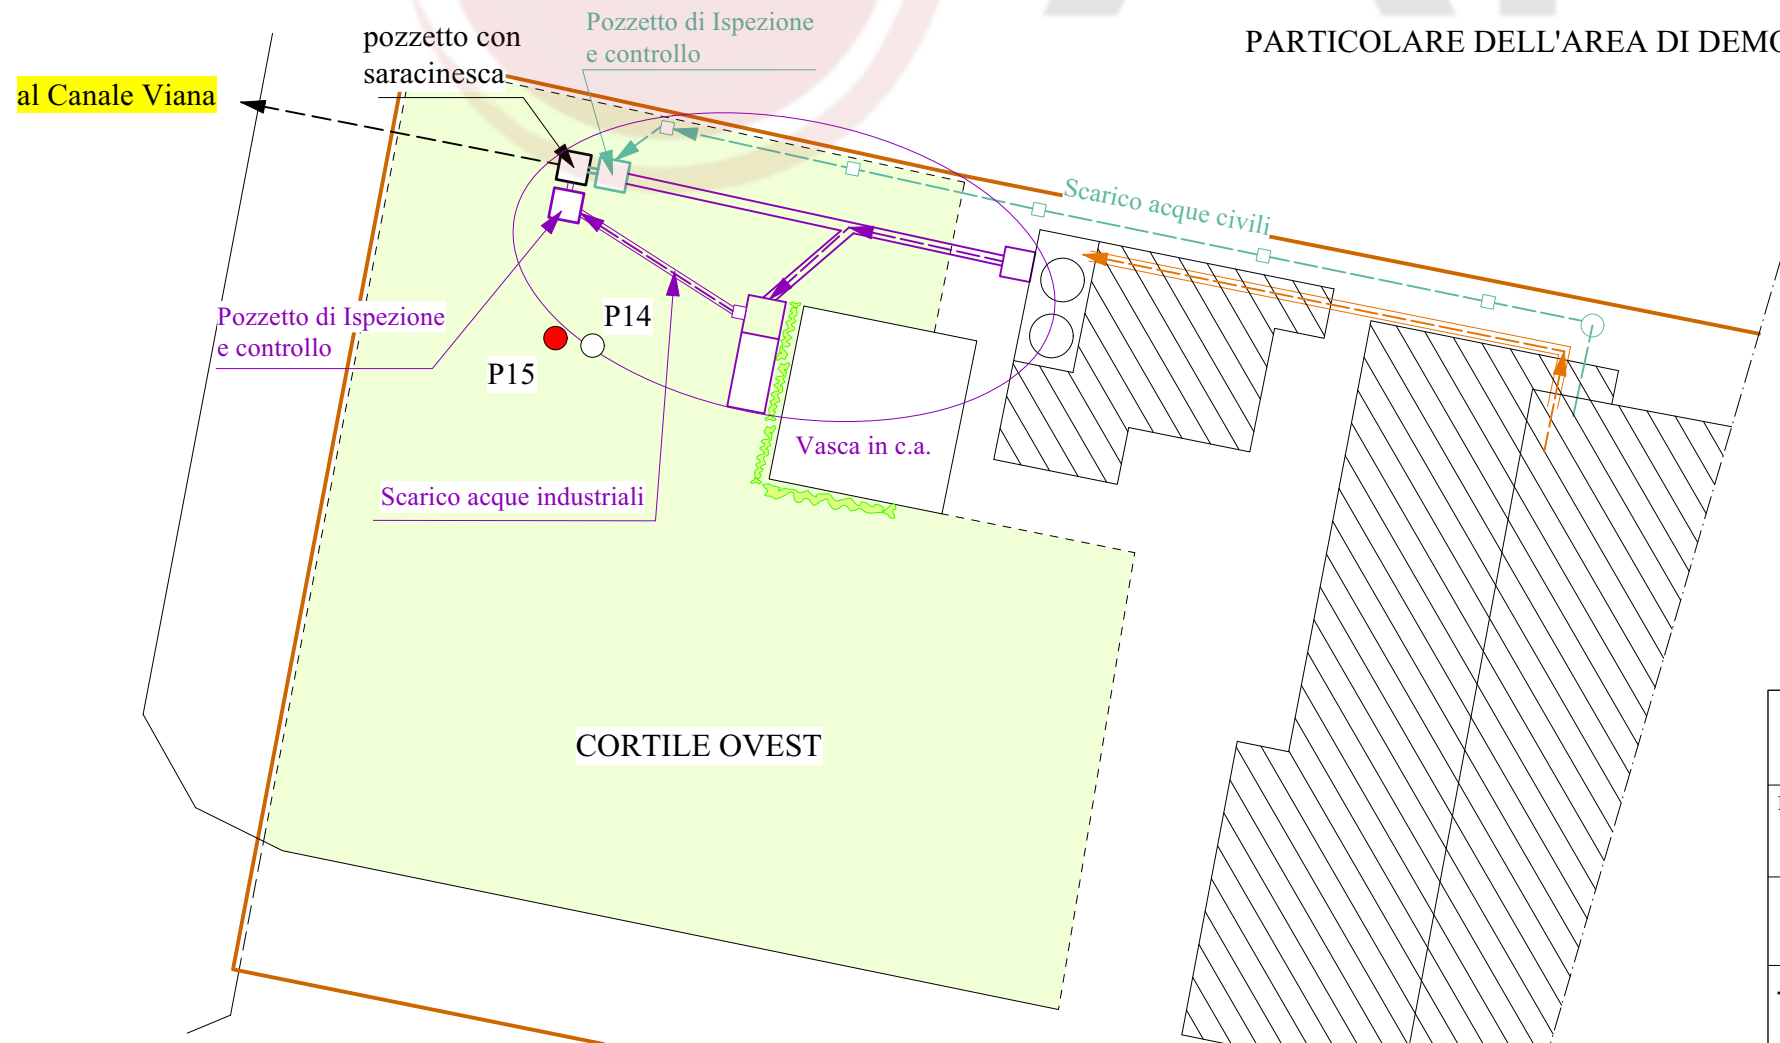 pozzetto con
saracinesca
Pozzetto di Ispezione
e controllo
PARTICOLARE DELL'AREA DI DEMO
al Canale Viana
Scarico acque civili
Pozzetto di Ispezione
e controllo
P14
P15
Vasca in c.a.
Scarico acque industriali
CORTILE OVEST